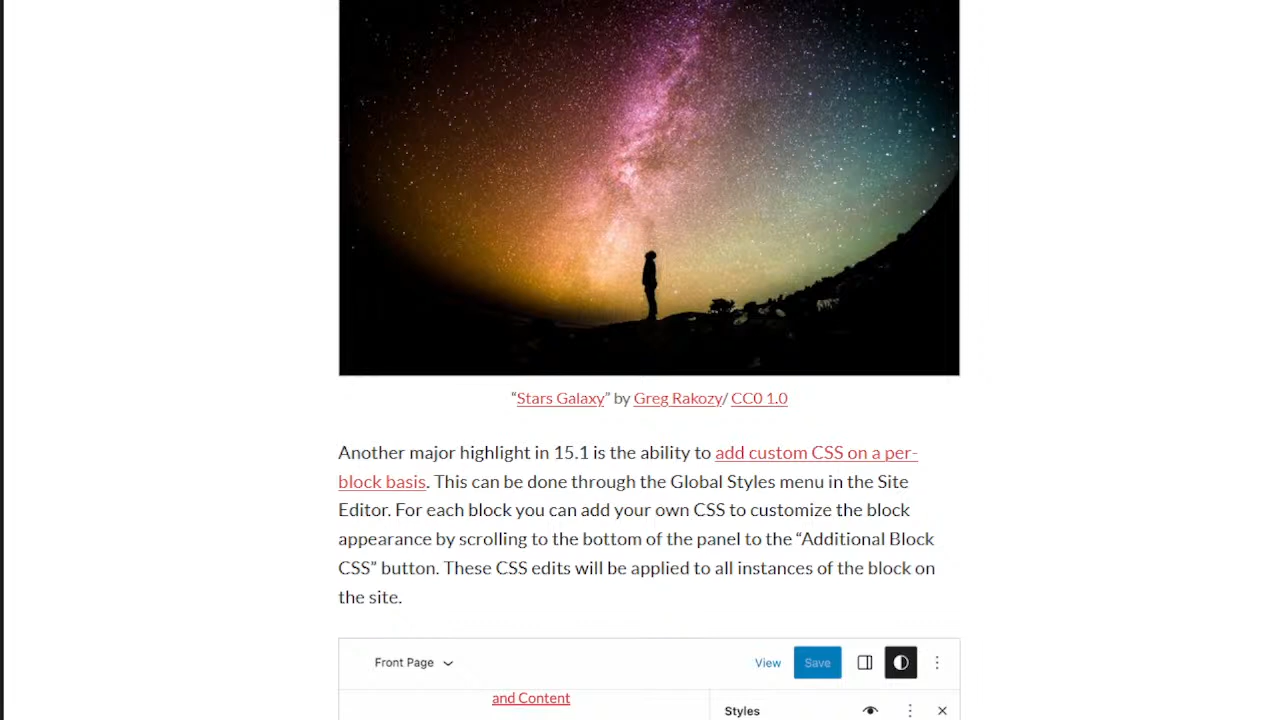 “Stars Galaxy” by Greg Rakozy/ CC0 1.0
Another major highlight in 15.1 is the ability to add custom CSS on a per-
block basis. This can be done through the Global Styles menu in the Site
Editor. For each block you can add your own CSS to customize the block
appearance by scrolling to the bottom of the panel to the “Additional Block
CSS” button. These CSS edits will be applied to all instances of the block on
the site.
Front Page View Save
and Content
Styles